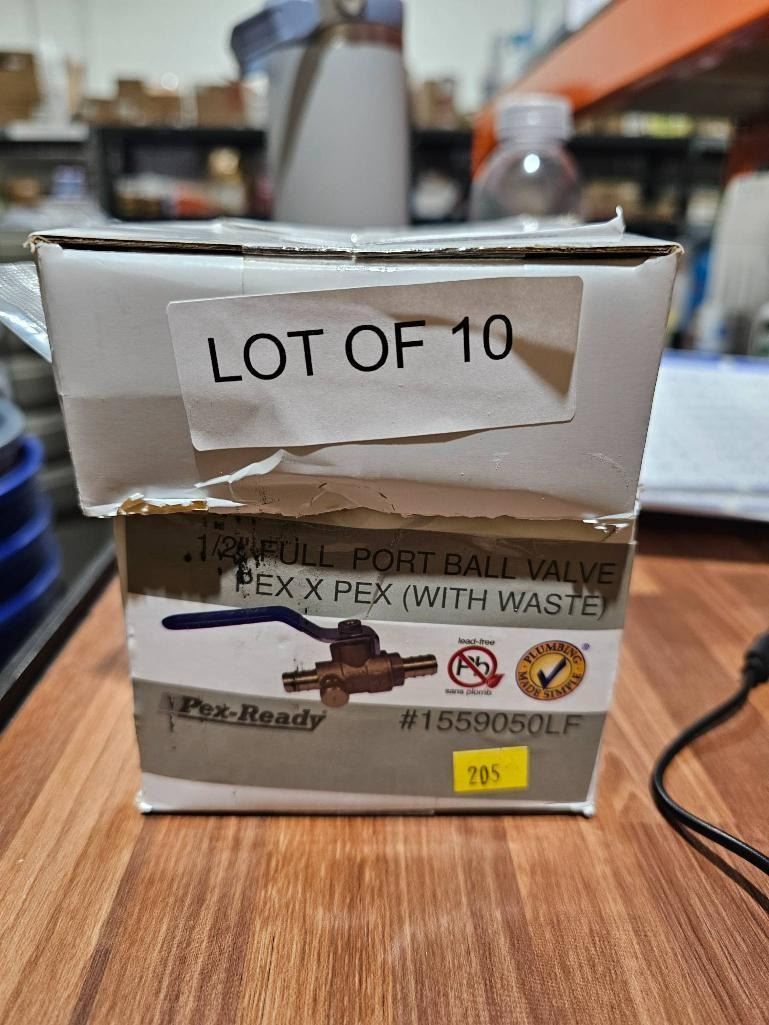 LOT OF 10
1/2" FULL PORT BALL VALVE
PEX X PEX (WITH WASTE)
lead-free
Pb
sans plomb
PLUMBING
MADE SIMPLE
®
Pex-Ready
#1559050LF
205